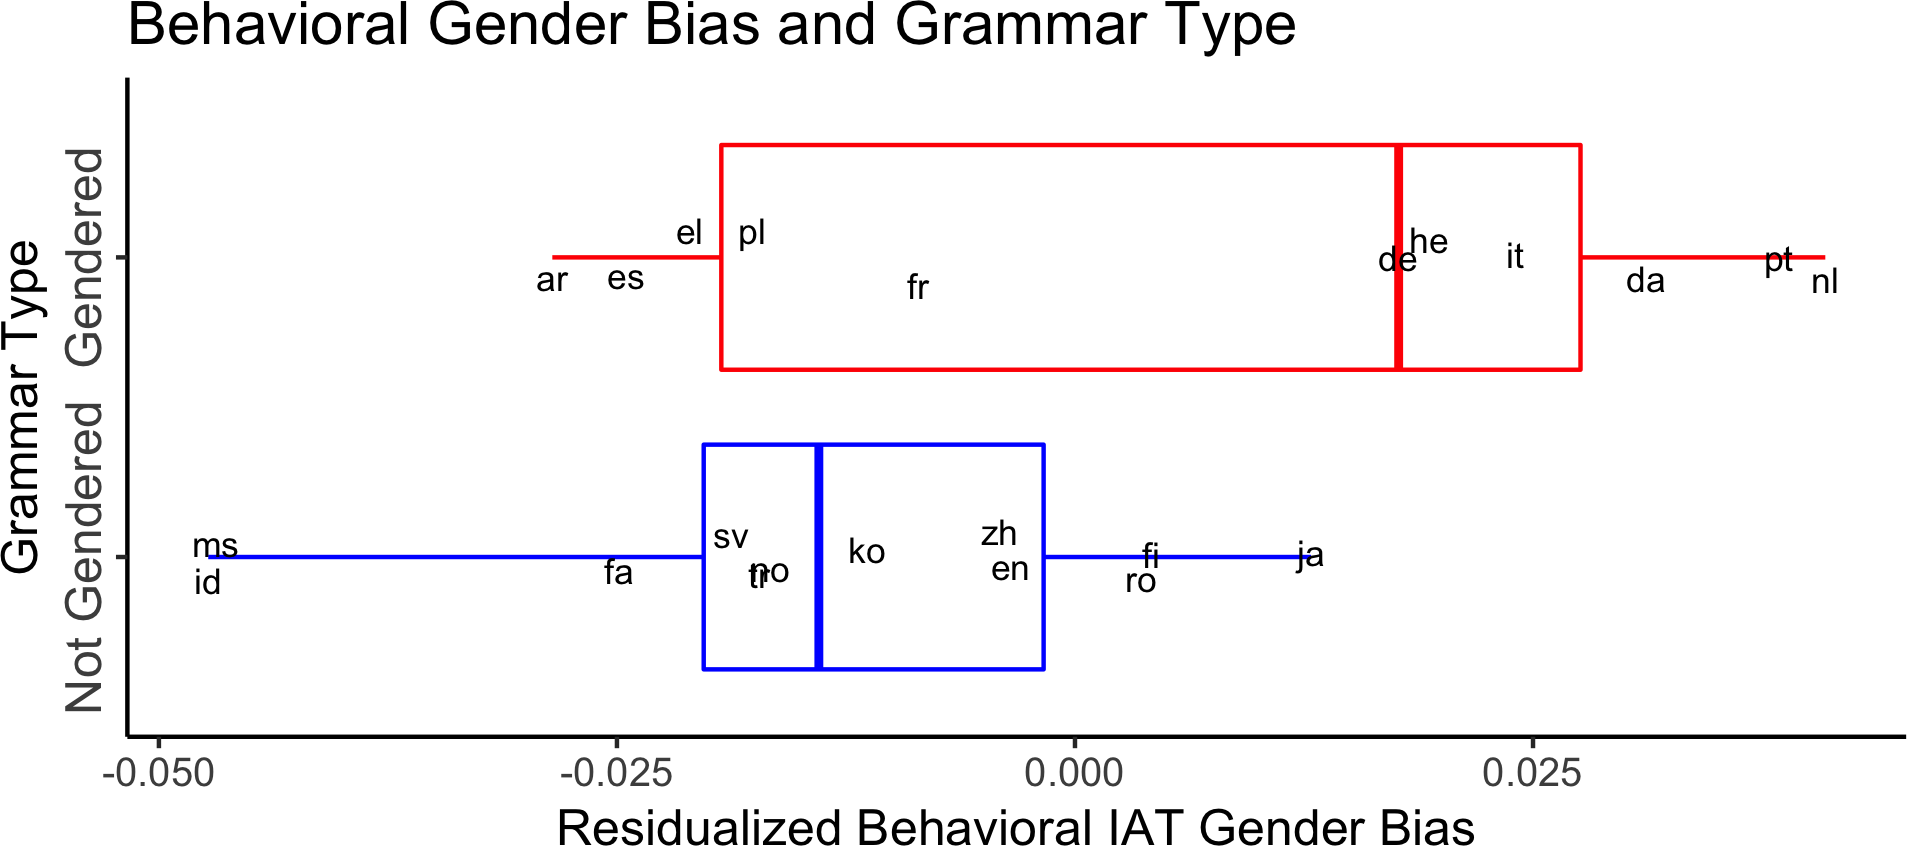 Behavioral Gender Bias and Grammar Type
Grammar Type
Gendered
el pl
he
de
it
ar es
fr
da
pt
nl
Not Gendered
ms
id
fa
sv
tr
no
ko
zh
en
fi
ro
ja
-0.050 -0.025 0.000 0.025
Residualized Behavioral IAT Gender Bias